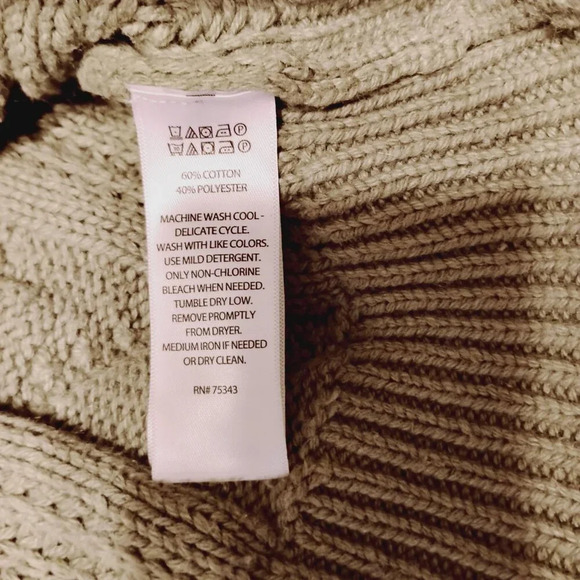 60% COTTON
40% POLYESTER
MACHINE WASH COOL -
DELICATE CYCLE.
WASH WITH LIKE COLORS.
USE MILD DETERGENT.
ONLY NON-CHLORINE
BLEACH WHEN NEEDED.
TUMBLE DRY LOW.
REMOVE PROMPTLY
FROM DRYER.
MEDIUM IRON IF NEEDED
OR DRY CLEAN.
RN# 75343